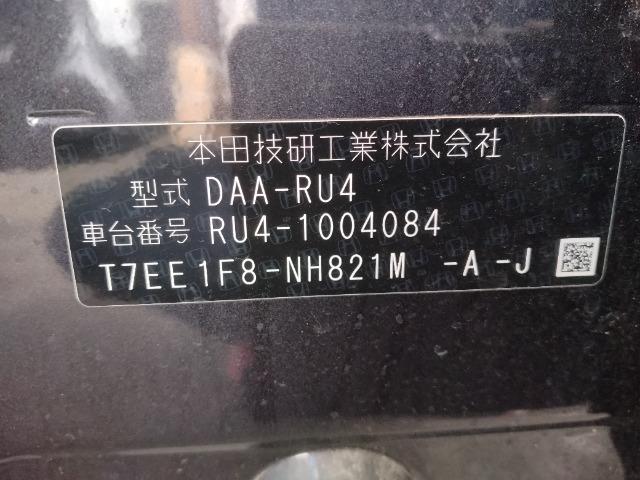 本田技研工業株式会社
型式 DAA-RU4
車台番号 RU4-1004084
T7EE1F8-NH821M -A-J